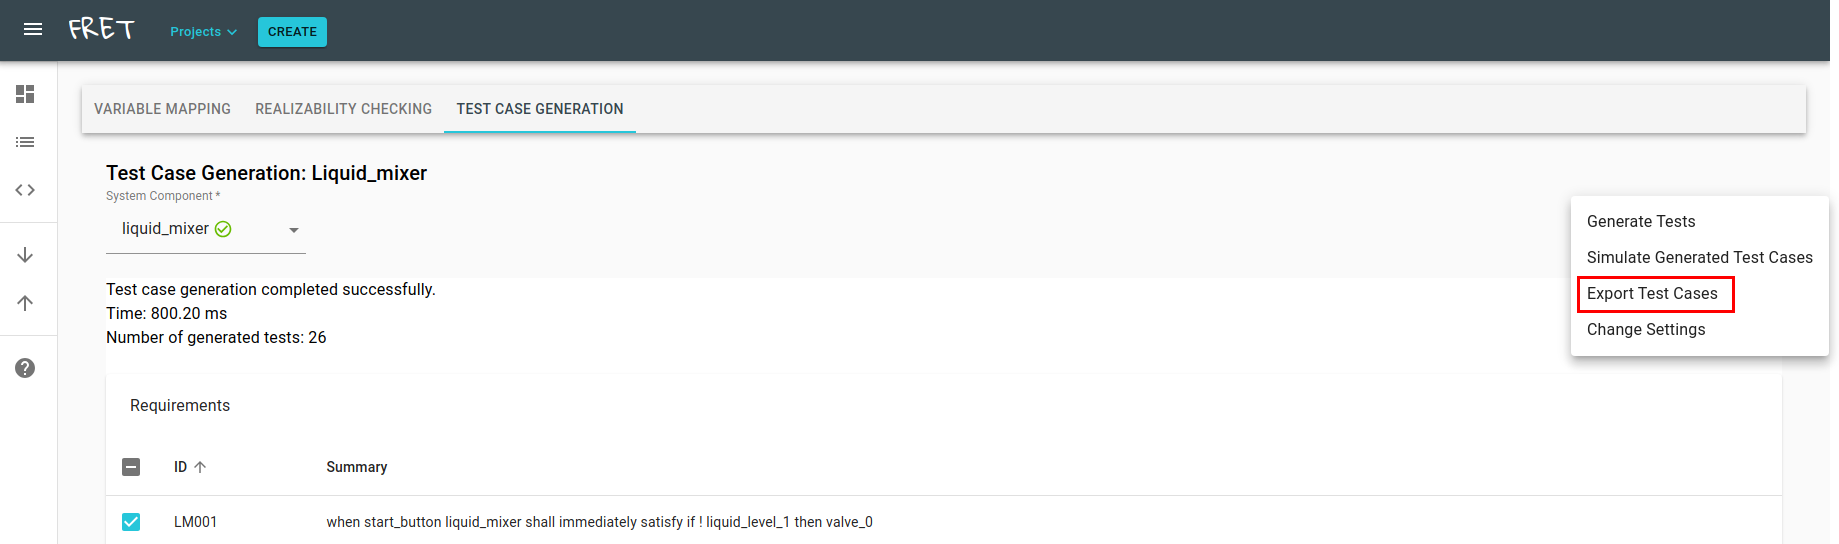 FRET
Projects
CREATE
VARIABLE MAPPING
REALIZABILITY CHECKING
TEST CASE GENERATION
Test Case Generation: Liquid_mixer
System Component *
liquid_mixer
Generate Tests
Simulate Generated Test Cases
Export Test Cases
Change Settings
Test case generation completed successfully.
Time: 800.20 ms
Number of generated tests: 26
Requirements
ID
Summary
LM001
when start_button liquid_mixer shall immediately satisfy if ! liquid_level_1 then valve_0